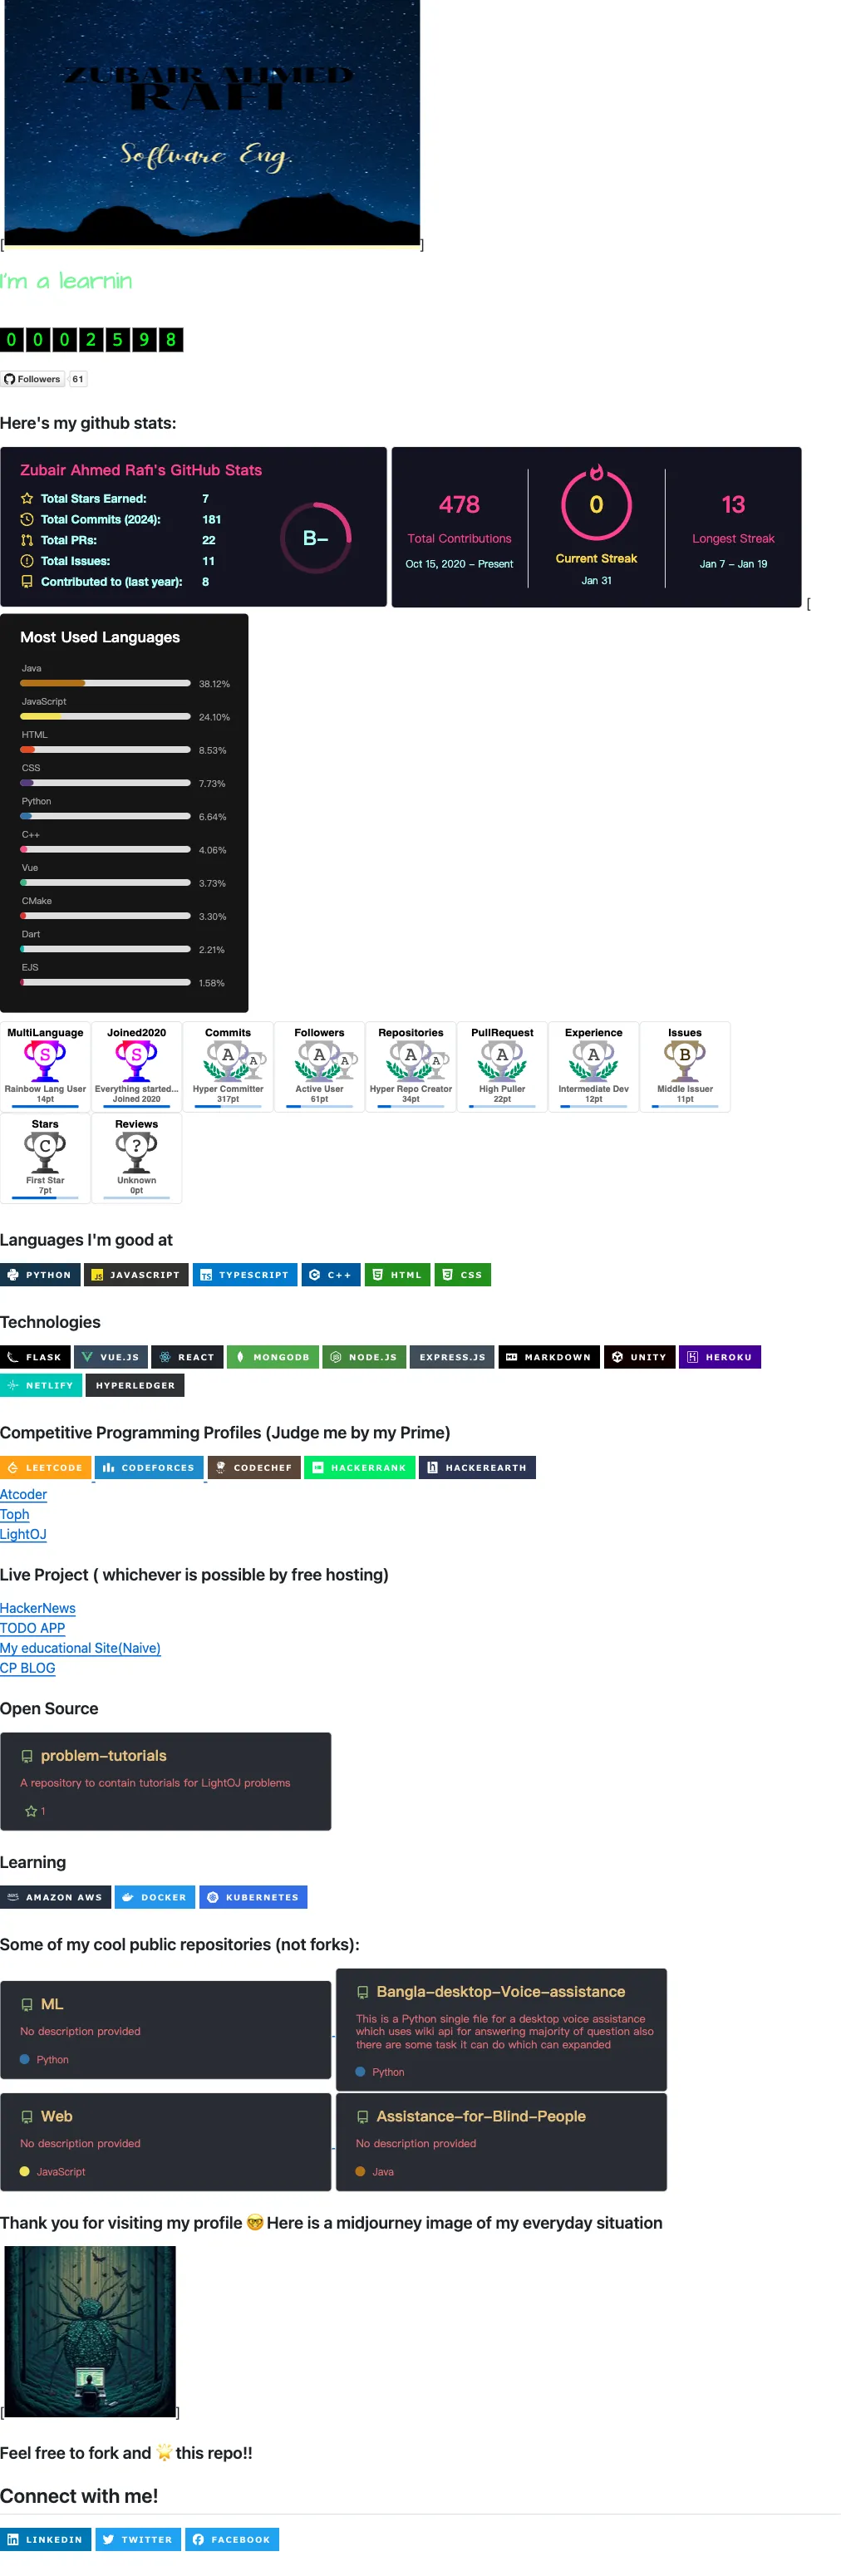 ZUBAIR AHMED
RAFI
Software Eng.
[ ]
I'm a learnin
0 0 0 2 5 9 8
Followers 61
Here's my github stats:
Zubair Ahmed Rafi's GitHub Stats
Total Stars Earned: 7
Total Commits (2024): 181
Total PRs: 22
Total Issues: 11
Contributed to (last year): 8
B-
478
Total Contributions
Oct 15, 2020 - Present
0
Current Streak
Jan 31
13
Longest Streak
Jan 7 - Jan 19
[
Most Used Languages
Java
38.12%
JavaScript
24.10%
HTML
8.53%
CSS
7.73%
Python
6.64%
C++
4.06%
Vue
3.73%
CMake
3.30%
Dart
2.21%
EJS
1.58%
MultiLanguage
S
Rainbow Lang User
14pt
Joined2020
S
Everything started...
Joined 2020
Commits
A A
Hyper Committer
317pt
Followers
A A
Active User
61pt
Repositories
A A
Hyper Repo Creator
34pt
PullRequest
A
High Puller
22pt
Experience
A
Intermediate Dev
12pt
Issues
B
Middle Issuer
11pt
Stars
C
First Star
7pt
Reviews
?
Unknown
0pt
Languages I'm good at
PYTHON JS JAVASCRIPT TS TYPESCRIPT C++ HTML CSS
Technologies
FLASK VUE.JS REACT MONGODB NODE.JS EXPRESS.JS MARKDOWN UNITY HEROKU
NETLIFY HYPERLEDGER
Competitive Programming Profiles (Judge me by my Prime)
LEETCODE CODEFORCES CODECHEF HACKERRANK HACKEREARTH
Atcoder
Toph
LightOJ
Live Project ( whichever is possible by free hosting)
HackerNews
TODO APP
My educational Site(Naive)
CP BLOG
Open Source
problem-tutorials
A repository to contain tutorials for LightOJ problems
1
Learning
AMAZON AWS DOCKER KUBERNETES
Some of my cool public repositories (not forks):
ML
No description provided
Python
Bangla-desktop-Voice-assistance
This is a Python single file for a desktop voice assistance
which uses wiki api for answering majority of question also
there are some task it can do which can expanded
Python
Web
No description provided
JavaScript
Assistance-for-Blind-People
No description provided
Java
Thank you for visiting my profile 🤓 Here is a midjourney image of my everyday situation
[ ]
Feel free to fork and 🌟 this repo!!
Connect with me!
LINKEDIN TWITTER FACEBOOK